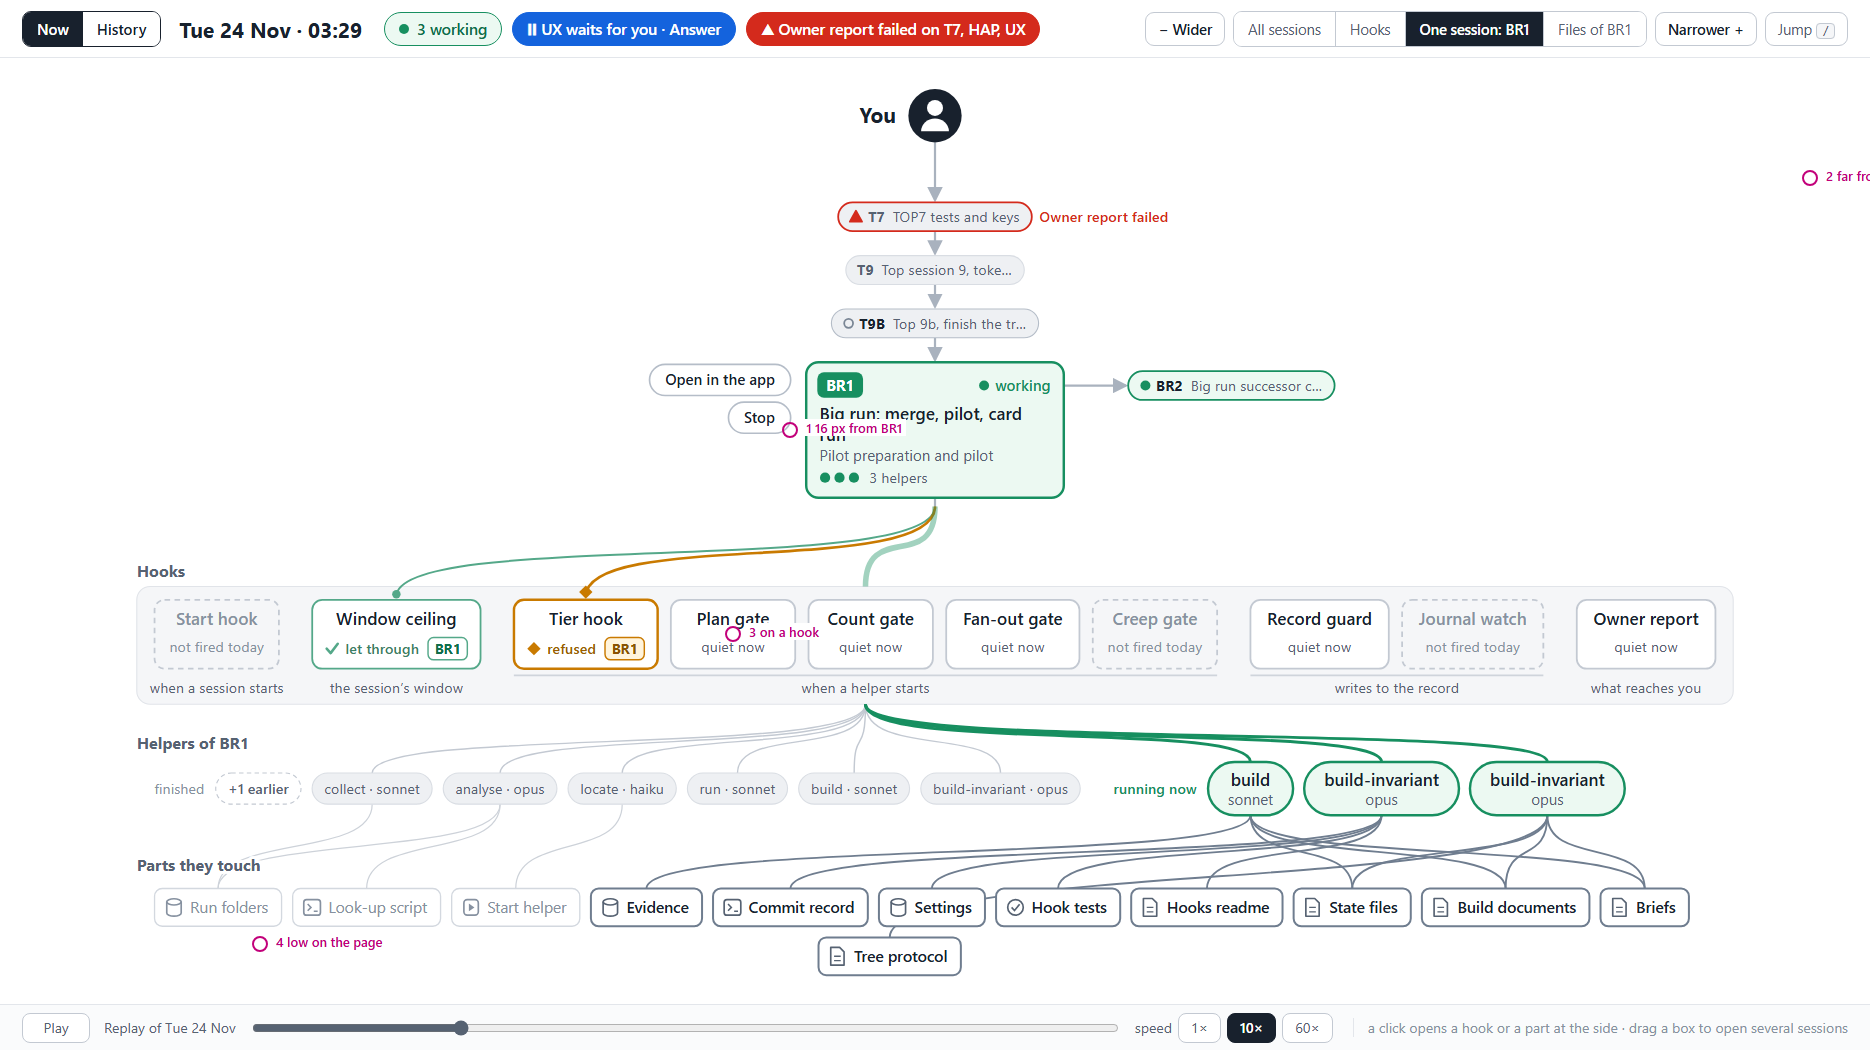 Now History Tue 24 Nov · 03:29 3 working UX waits for you · Answer Owner report failed on T7, HAP, UX − Wider All sessions Hooks One session: BR1 Files of BR1 Narrower + Jump /
You
2 far fro
T7 TOP7 tests and keys Owner report failed
T9 Top session 9, toke...
T9B Top 9b, finish the tr...
Open in the app
Stop
BR1 working
Big run: merge, pilot, card
run
1 16 px from BR1
Pilot preparation and pilot
3 helpers
BR2 Big run successor c...
Hooks
Start hook
not fired today
Window ceiling
let through BR1
Tier hook
refused BR1
Plan gate
quiet now
3 on a hook
Count gate
quiet now
Fan-out gate
quiet now
Creep gate
not fired today
Record guard
quiet now
Journal watch
not fired today
Owner report
quiet now
when a session starts the session's window when a helper starts writes to the record what reaches you
Helpers of BR1
finished +1 earlier collect · sonnet analyse · opus locate · haiku run · sonnet build · sonnet build-invariant · opus running now
build
sonnet
build-invariant
opus
build-invariant
opus
Parts they touch
Run folders Look-up script Start helper Evidence Commit record Settings Hook tests Hooks readme State files Build documents Briefs
4 low on the page
Tree protocol
Play Replay of Tue 24 Nov speed 1× 10× 60× a click opens a hook or a part at the side · drag a box to open several sessions